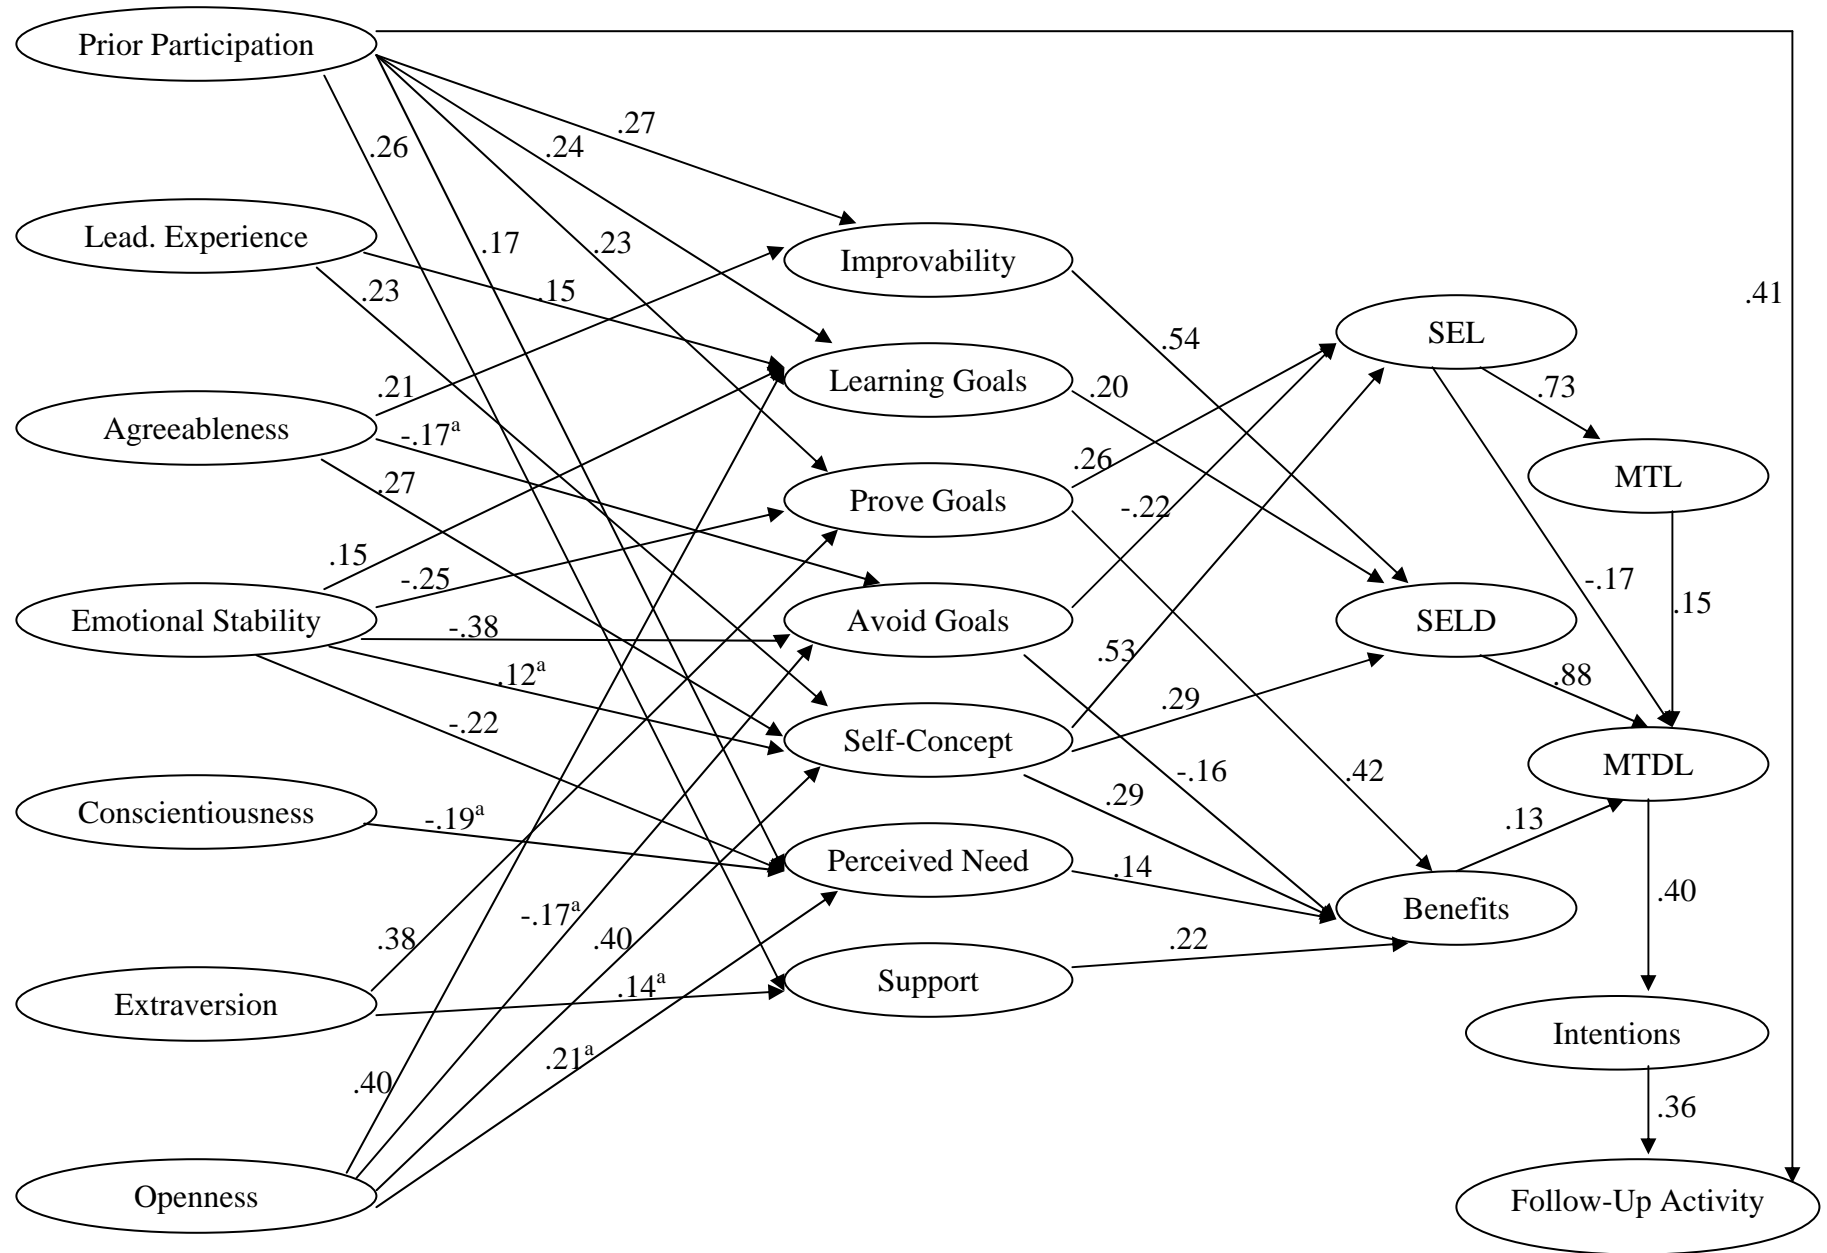 Prior Participation
.27
.26
.24
Lead. Experience
.17
.23
Improvability
.23
.15
.41
SEL
.54
.21
Learning Goals
.20
.73
Agreeableness
-.17ᵃ
.26
MTL
.27
Prove Goals
-.22
.15
-.25
-.17
.15
Emotional Stability
-.38
Avoid Goals
SELD
.53
.12ᵃ
.29
.88
-.22
Self-Concept
-.16
.42
MTDL
Conscientiousness
-.19ᵃ
.29
.13
Perceived Need
.14
.40
-.17ᵃ
Benefits
.38
.40
.22
Extraversion
.14ᵃ
Support
Intentions
.21ᵃ
.40
.36
Openness
Follow-Up Activity